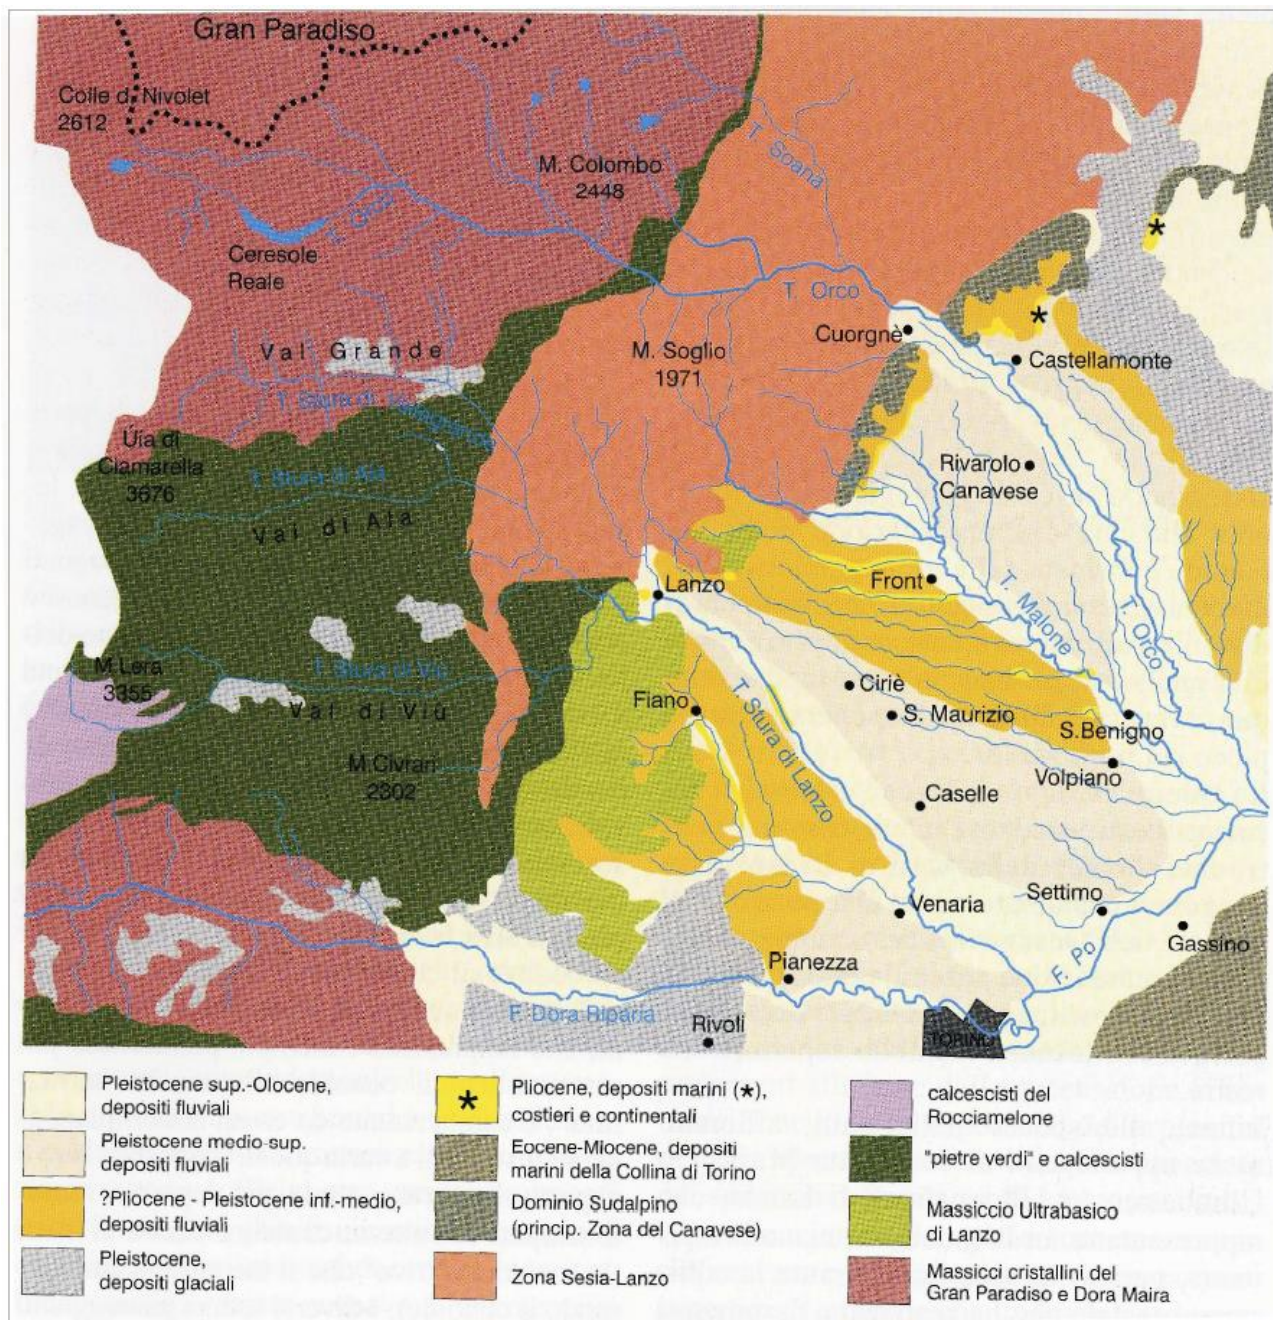 Gran Paradiso
Colle d. Nivolet
2612
M. Colombo
2448
T. Soana
T. Orco
Ceresole
Reale
T. Orco
Cuorgnè
*
*
Val Grande
M. Soglio
1971
Castellamonte
T. Stura di Valgrande
Úia di
Ciamarella
3676
T. Stura di Ala
Val di Ala
Rivarolo
Canavese
Lanzo
Front
T. Malone
T. Orco
M. Lera
3355
T. Stura di Viù
Val di Viù
Fiano
T. Stura di Lanzo
Ciriè
S. Maurizio
S. Benigno
Volpiano
M. Civrari
2302
Caselle
Settimo
Venaria
Gassino
F. Po
Pianezza
F. Dora Riparia
Rivoli
TORINO
Pleistocene sup.-Olocene,
depositi fluviali
Pleistocene medio-sup.
depositi fluviali
?Pliocene - Pleistocene inf.-medio,
depositi fluviali
Pleistocene,
depositi glaciali
*
Pliocene, depositi marini (*),
costieri e continentali
Eocene-Miocene, depositi
marini della Collina di Torino
Dominio Sudalpino
(princip. Zona del Canavese)
Zona Sesia-Lanzo
calcescisti del
Rocciamelone
"pietre verdi" e calcescisti
Massiccio Ultrabasico
di Lanzo
Massicci cristallini del
Gran Paradiso e Dora Maira